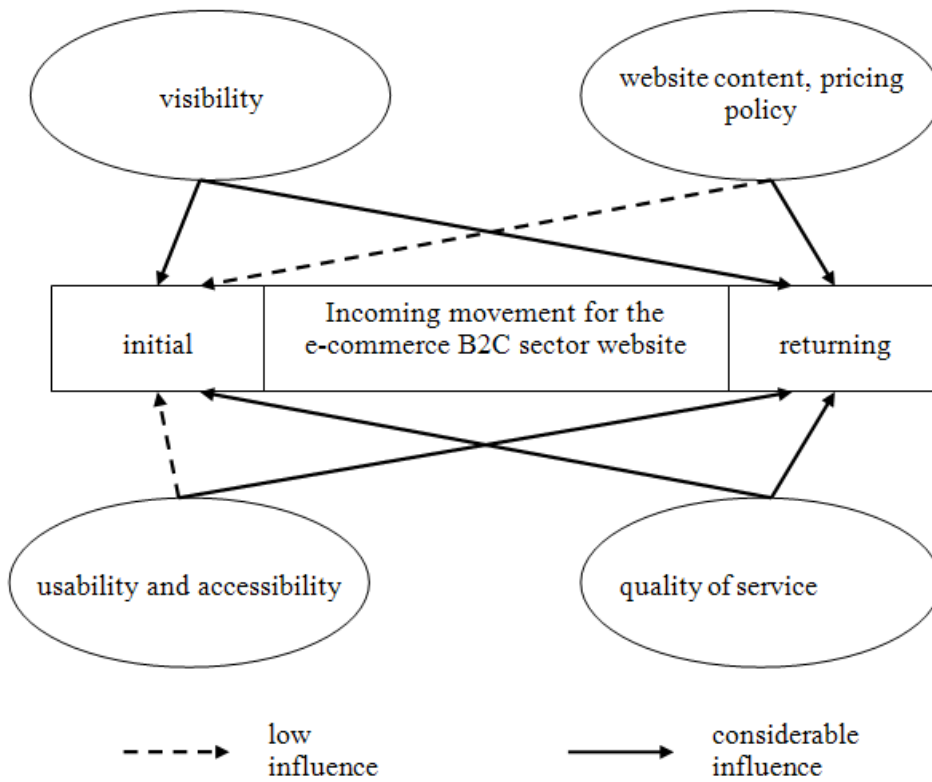 visibility
website content, pricing
policy
initial
Incoming movement for the
e-commerce B2C sector website
returning
usability and accessibility
quality of service
low
influence
considerable
influence